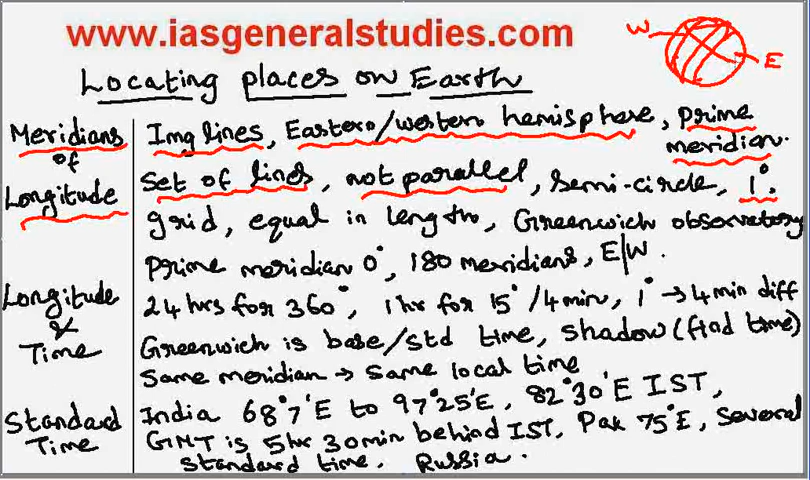 www.iasgeneralstudies.com
W
E
Locating places on Earth
Meridians of Longitude
Img lines, Eastern/western hemisphere, prime meridian.
Set of lines, not parallel, semi-circle, 1°.
grid, equal in length, Greenwich observatory
prime meridian 0°, 180 meridians, E|W.
Longitude & Time
24 hrs for 360°, 1hr for 15°/4min, 1° → 4 min diff
Greenwich is base/std time, shadow (find time)
Same meridian → same local time
Standard Time
India 68°7'E to 97°25'E, 82°30'E IST,
GMT is 5hr 30min behind IST, Pak 75°E, Several
standard time. Russia.